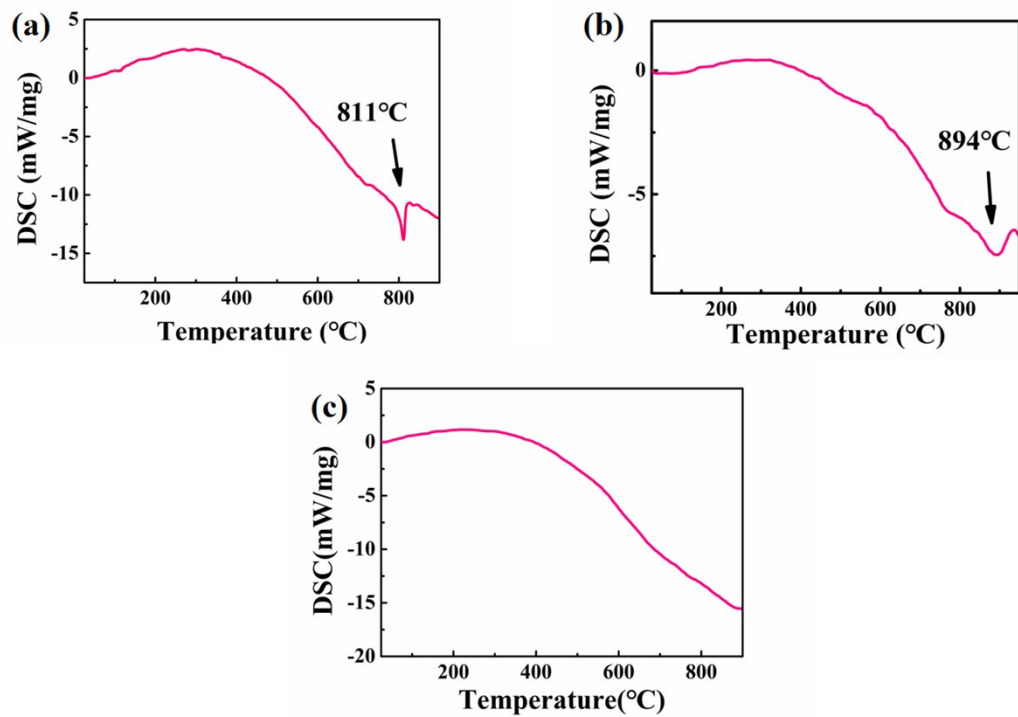 (a)
5
0
-5
-10
-15
DSC (mW/mg)
811°C
200 400 600 800
Temperature (°C)
(b)
0
-5
DSC (mW/mg)
894°C
200 400 600 800
Temperature (°C)
(c)
5
0
-5
-10
-15
-20
DSC(mW/mg)
200 400 600 800
Temperature(°C)